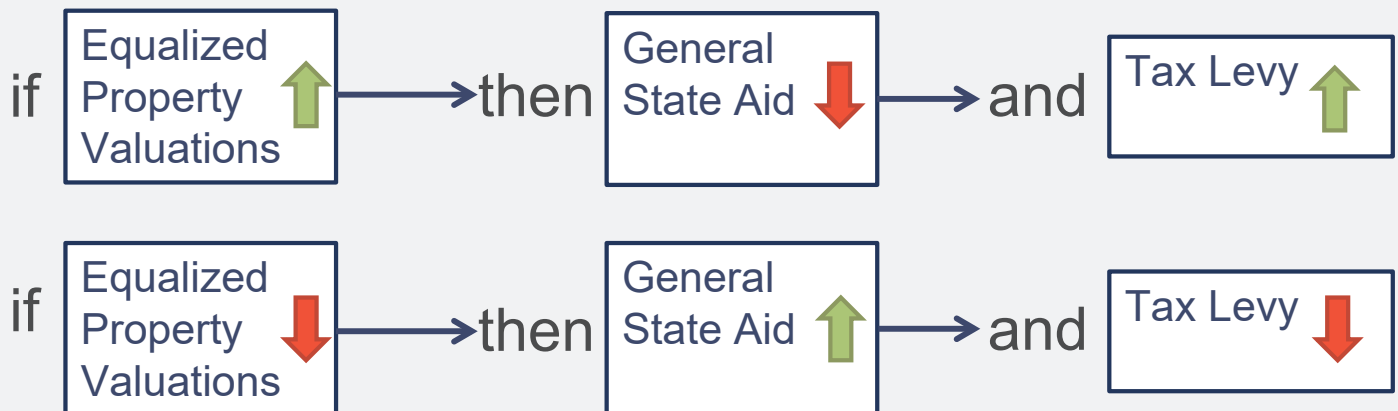 if
Equalized
Property
Valuations
then
General
State Aid
and
Tax Levy
if
Equalized
Property
Valuations
then
General
State Aid
and
Tax Levy